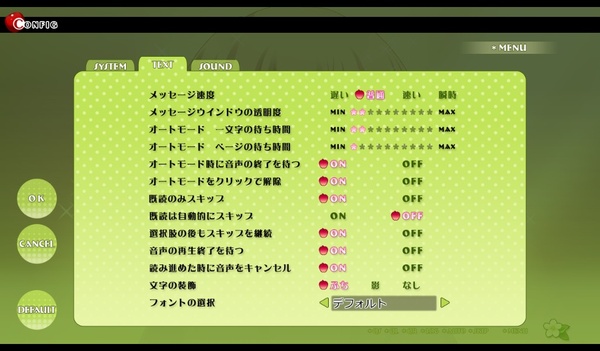 CONFIG
• MENU
SYSTEM TEXT SOUND
メッセージ速度 遅い 普通 速い 瞬時
メッセージウインドウの透明度 MIN MAX
オートモード 一文字の待ち時間 MIN MAX
オートモード ページの待ち時間 MIN MAX
オートモード時に音声の終了を待つ ON OFF
オートモードをクリックで解除 ON OFF
既読のみスキップ ON OFF
既読は自動的にスキップ ON OFF
選択肢の後もスキップを継続 ON OFF
音声の再生終了を待つ ON OFF
読み進めた時に音声をキャンセル ON OFF
文字の装飾 ふち 影 なし
フォントの選択 デフォルト
OK
CANCEL
DEFAULT